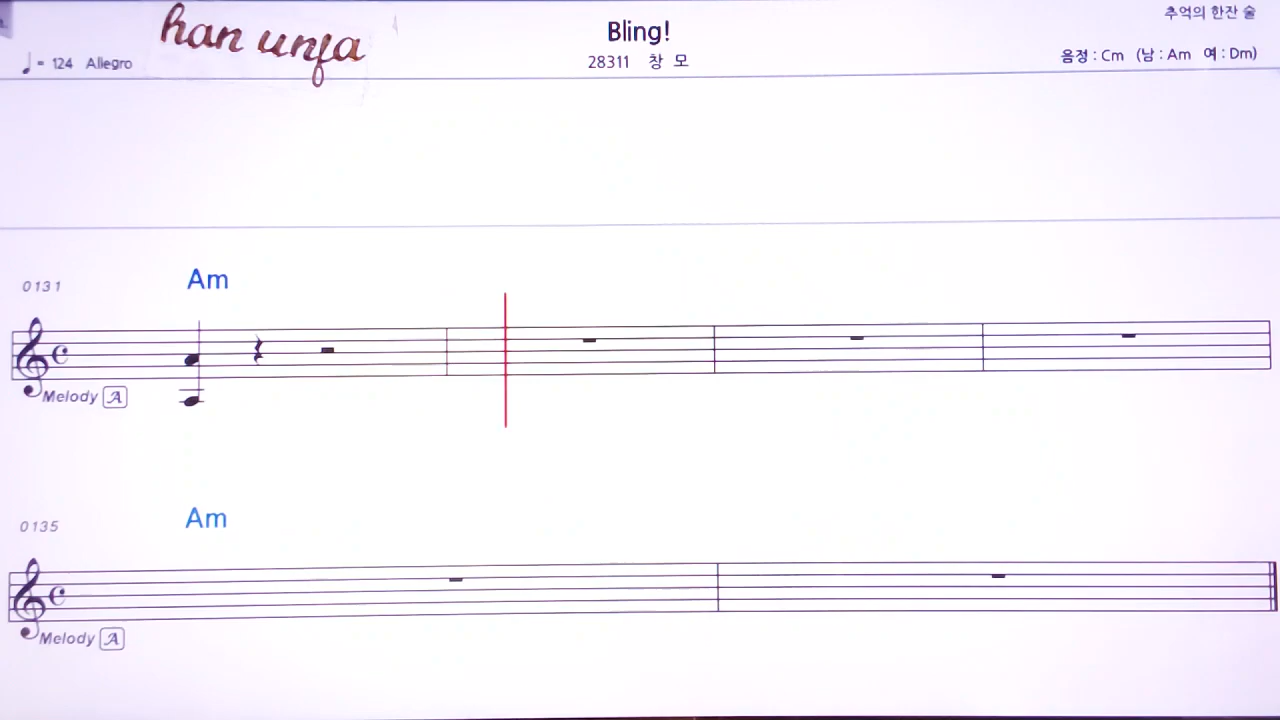 han unfa
Bling!
추억의 한잔 술
♩ = 124 Allegro
28311 창 모
음정 : Cm (남 : Am 여 : Dm)
0131
Am
Melody A
0135
Am
Melody A